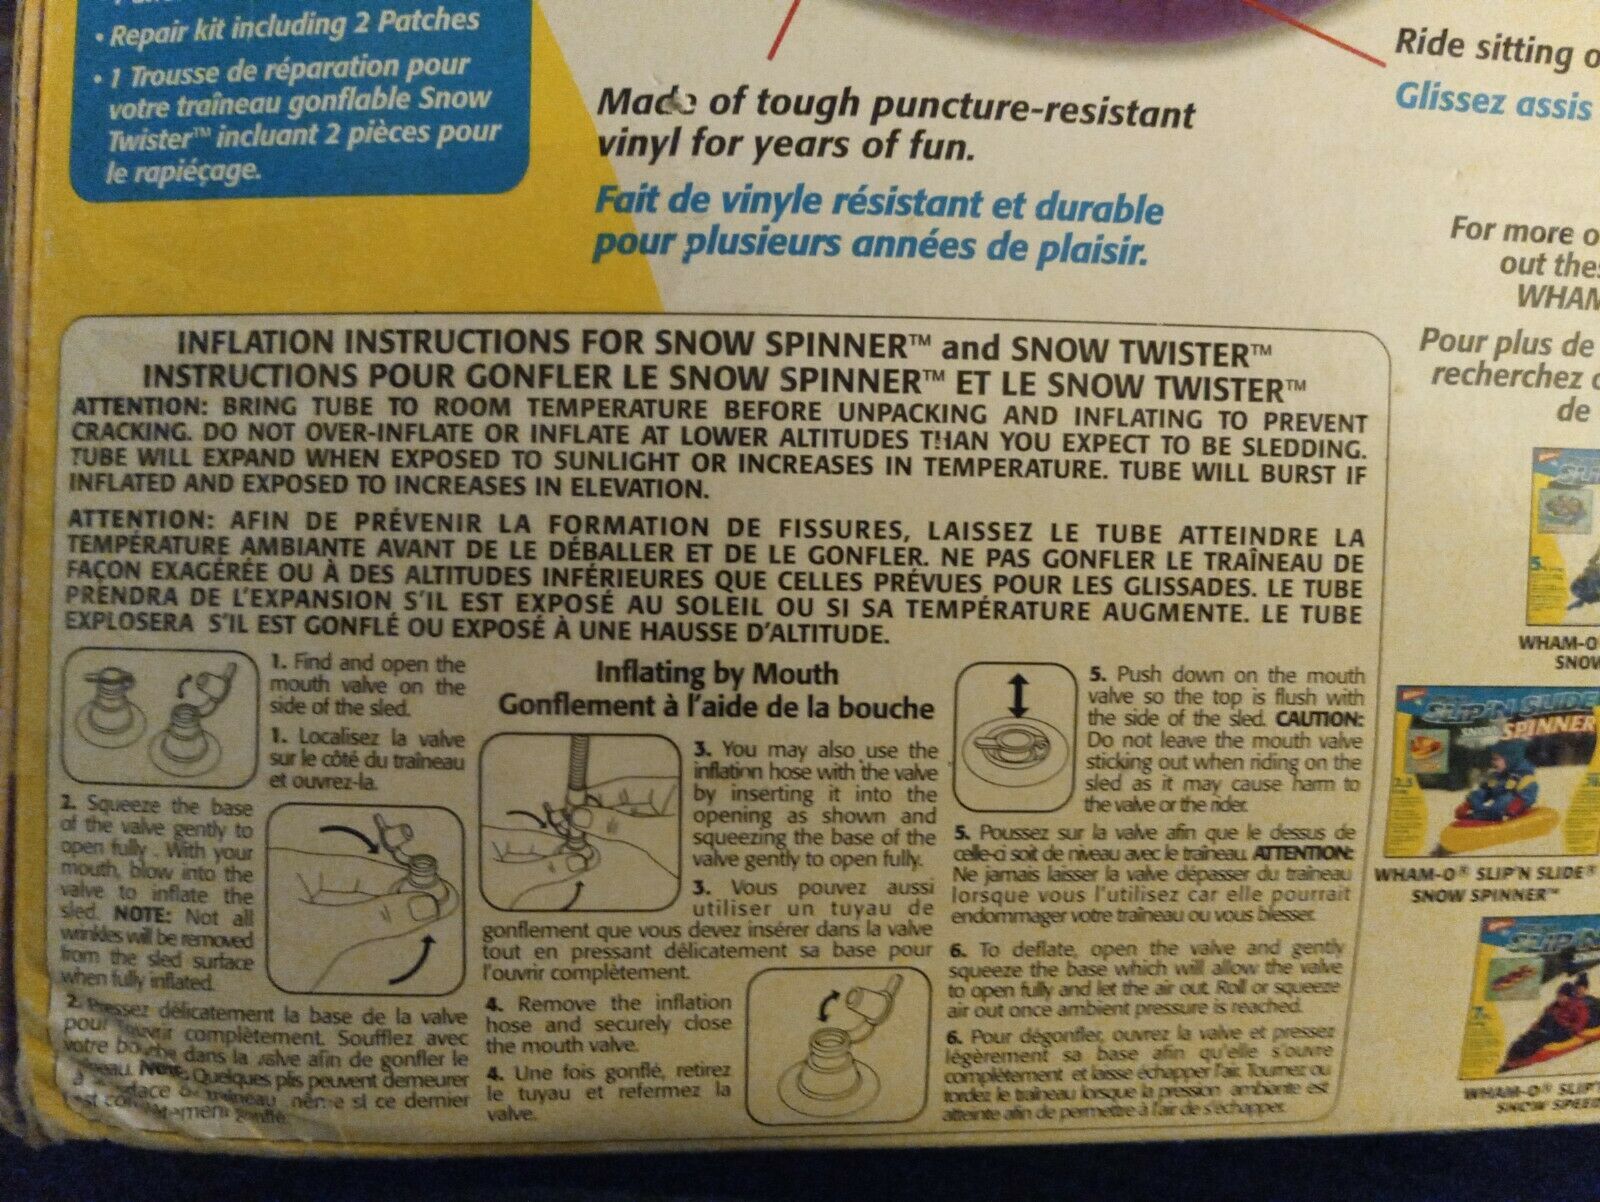 • Repair kit including 2 Patches
• 1 Trousse de réparation pour
votre traîneau gonflable Snow
Twister™ incluant 2 pièces pour
le rapiéçage.
Made of tough puncture-resistant
vinyl for years of fun.
Fait de vinyle résistant et durable
pour plusieurs années de plaisir.
Ride sitting
Glissez assis
For more
out
Pour plus de
recherchez
de
INFLATION INSTRUCTIONS FOR SNOW SPINNER™ and SNOW TWISTER™
INSTRUCTIONS POUR GONFLER LE SNOW SPINNER™ ET LE SNOW TWISTER™
ATTENTION: BRING TUBE TO ROOM TEMPERATURE BEFORE UNPACKING AND INFLATING TO PREVENT
CRACKING. DO NOT OVER-INFLATE OR INFLATE AT LOWER ALTITUDES THAN YOU EXPECT TO BE SLEDDING.
TUBE WILL EXPAND WHEN EXPOSED TO SUNLIGHT OR INCREASES IN TEMPERATURE. TUBE WILL BURST IF
INFLATED AND EXPOSED TO INCREASES IN ELEVATION.
ATTENTION: AFIN DE PRÉVENIR LA FORMATION DE FISSURES, LAISSEZ LE TUBE ATTEINDRE LA
TEMPÉRATURE AMBIANTE AVANT DE LE DÉBALLER ET DE LE GONFLER. NE PAS GONFLER LE TRAÎNEAU DE
FAÇON EXAGÉRÉE OU À DES ALTITUDES INFÉRIEURES QUE CELLES PRÉVUES POUR LES GLISSADES. LE TUBE
PRENDRA DE L'EXPANSION S'IL EST EXPOSÉ AU SOLEIL OU SI SA TEMPÉRATURE AUGMENTE. LE TUBE
EXPLOSERA S'IL EST GONFLÉ OU EXPOSÉ À UNE HAUSSE D'ALTITUDE.
1. Find and open the
mouth valve on the
side of the sled.
1. Localisez la valve
sur le côté du traîneau
et ouvrez-la.
2. Squeeze the base
of the valve gently to
open fully . With your
mouth, blow into the
valve to inflate the
sled. NOTE: Not all
wrinkles will be removed
from the sled surface
when fully inflated.
2. Pressez délicatement la base de la valve
pour l'ouvrir complètement. Soufflez avec
votre bouche dans la valve afin de gonfler le
Note: Quelques plis peuvent demeurer
même si ce dernier
gonflé.
Inflating by Mouth
Gonflement à l'aide de la bouche
3. You may also use the
inflation hose with the valve
by inserting it into the
opening as shown and
squeezing the base of the
valve gently to open fully.
3. Vous pouvez aussi
utiliser un tuyau de
gonflement que vous devez insérer dans la valve
tout en pressant délicatement sa base pour
l'ouvrir complètement.
4. Remove the inflation
hose and securely close
the mouth valve.
4. Une fois gonflé, retirez
le tuyau et refermez la
valve.
5. Push down on the mouth
valve so the top is flush with
the side of the sled. CAUTION:
Do not leave the mouth valve
sticking out when riding on the
sled as it may cause harm to
the valve or the rider.
5. Poussez sur la valve afin que le dessus de
celle-ci soit de niveau avec le traîneau. ATTENTION:
Ne jamais laisser la valve dépasser du traîneau
lorsque vous l'utilisez car elle pourrait
endommager votre traîneau ou vous blesser.
6. To deflate, open the valve and gently
squeeze the base which will allow the valve
to open fully and let the air out. Roll or squeeze
air out once ambient pressure is reached.
6. Pour dégonfler, ouvrez la valve et pressez
légèrement sa base afin qu'elle s'ouvre
complètement et laisse échapper l'air. Tournez ou
tordez le traîneau lorsque la pression ambiante est
atteinte afin de permettre à l'air de s'échapper.
WHAM-O
SLIP'N SLIDE
SNOW SPINNER
WHAM-O® SLIP'N SLIDE®
SNOW SPINNER™
WHAM-O®